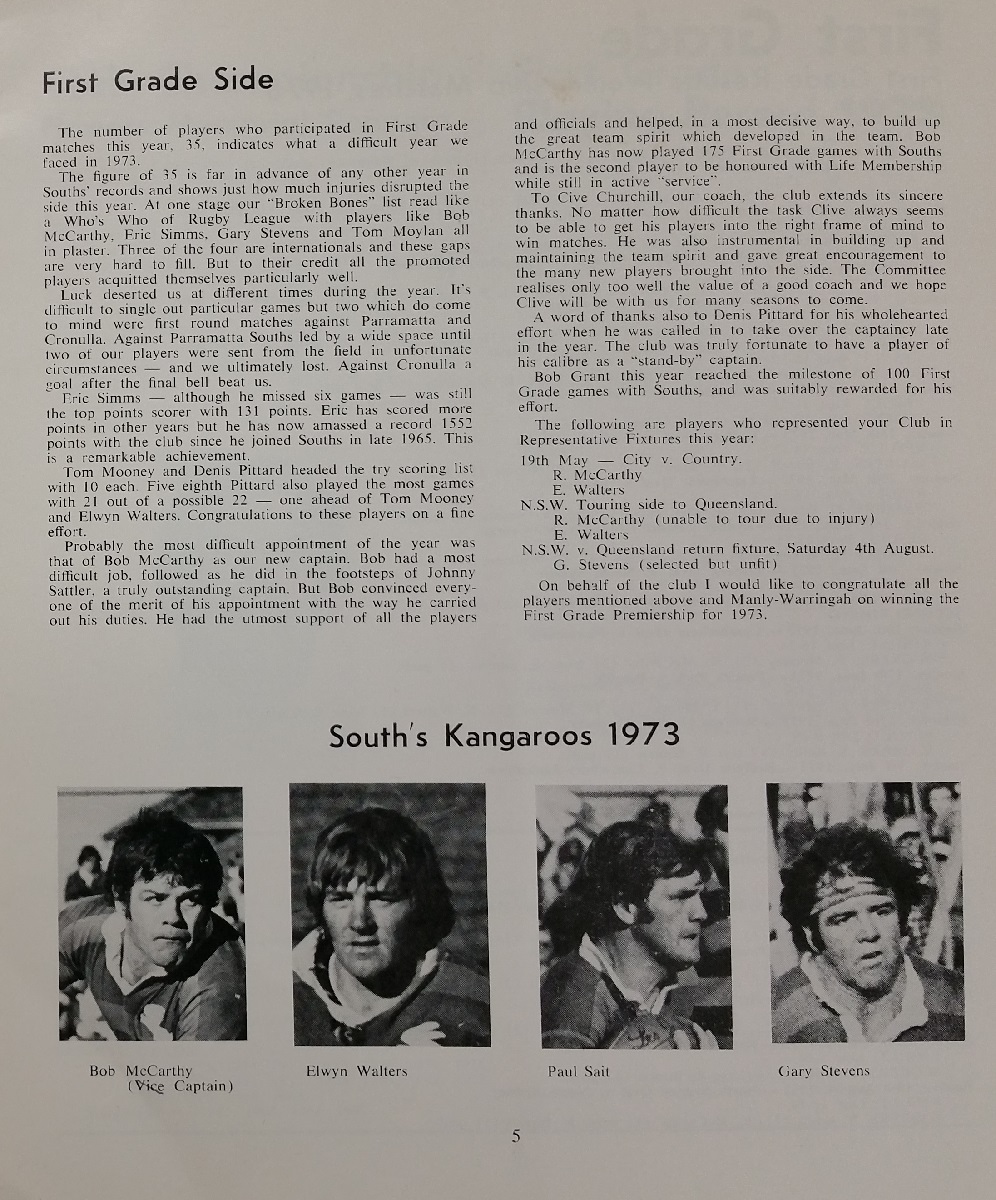 First Grade Side
The number of players who participated in First Grade
matches this year, 35, indicates what a difficult year we
faced in 1973.
The figure of 35 is far in advance of any other year in
Souths' records and shows just how much injuries disrupted the
side this year. At one stage our "Broken Bones" list read like
a Who's Who of Rugby League with players like Bob
McCarthy, Eric Simms, Gary Stevens and Tom Moylan all
in plaster. Three of the four are internationals and these gaps
are very hard to fill. But to their credit all the promoted
players acquitted themselves particularly well.
Luck deserted us at different times during the year. It's
difficult to single out particular games but two which do come
to mind were first round matches against Parramatta and
Cronulla. Against Parramatta Souths led by a wide space until
two of our players were sent from the field in unfortunate
circumstances — and we ultimately lost. Against Cronulla a
goal after the final bell beat us.
Eric Simms — although he missed six games — was still
the top points scorer with 131 points. Eric has scored more
points in other years but he has now amassed a record 1552
points with the club since he joined Souths in late 1965. This
is a remarkable achievement.
Tom Mooney and Denis Pittard headed the try scoring list
with 10 each. Five eighth Pittard also played the most games
with 21 out of a possible 22 — one ahead of Tom Mooney
and Elwyn Walters. Congratulations to these players on a fine
effort.
Probably the most difficult appointment of the year was
that of Bob McCarthy as our new captain. Bob had a most
difficult job, followed as he did in the footsteps of Johnny
Sattler, a truly outstanding captain. But Bob convinced every-
one of the merit of his appointment with the way he carried
out his duties. He had the utmost support of all the players
and officials and helped, in a most decisive way, to build up
the great team spirit which developed in the team. Bob
McCarthy has now played 175 First Grade games with Souths
and is the second player to be honoured with Life Membership
while still in active "service".
To Cive Churchill, our coach, the club extends its sincere
thanks. No matter how difficult the task Clive always seems
to be able to get his players into the right frame of mind to
win matches. He was also instrumental in building up and
maintaining the team spirit and gave great encouragement to
the many new players brought into the side. The Committee
realises only too well the value of a good coach and we hope
Clive will be with us for many seasons to come.
A word of thanks also to Denis Pittard for his wholehearted
effort when he was called in to take over the captaincy late
in the year. The club was truly fortunate to have a player of
his calibre as a "stand-by" captain.
Bob Grant this year reached the milestone of 100 First
Grade games with Souths, and was suitably rewarded for his
effort.
The following are players who represented your Club in
Representative Fixtures this year:
19th May — City v. Country.
R. McCarthy
E. Walters
N.S.W. Touring side to Queensland.
R. McCarthy (unable to tour due to injury)
E. Walters
N.S.W. v. Queensland return fixture. Saturday 4th August.
G. Stevens (selected but unfit)
On behalf of the club I would like to congratulate all the
players mentioned above and Manly-Warringah on winning the
First Grade Premiership for 1973.
South's Kangaroos 1973
Bob McCarthy
(Vice Captain)
Elwyn Walters
Paul Sait
Gary Stevens
5